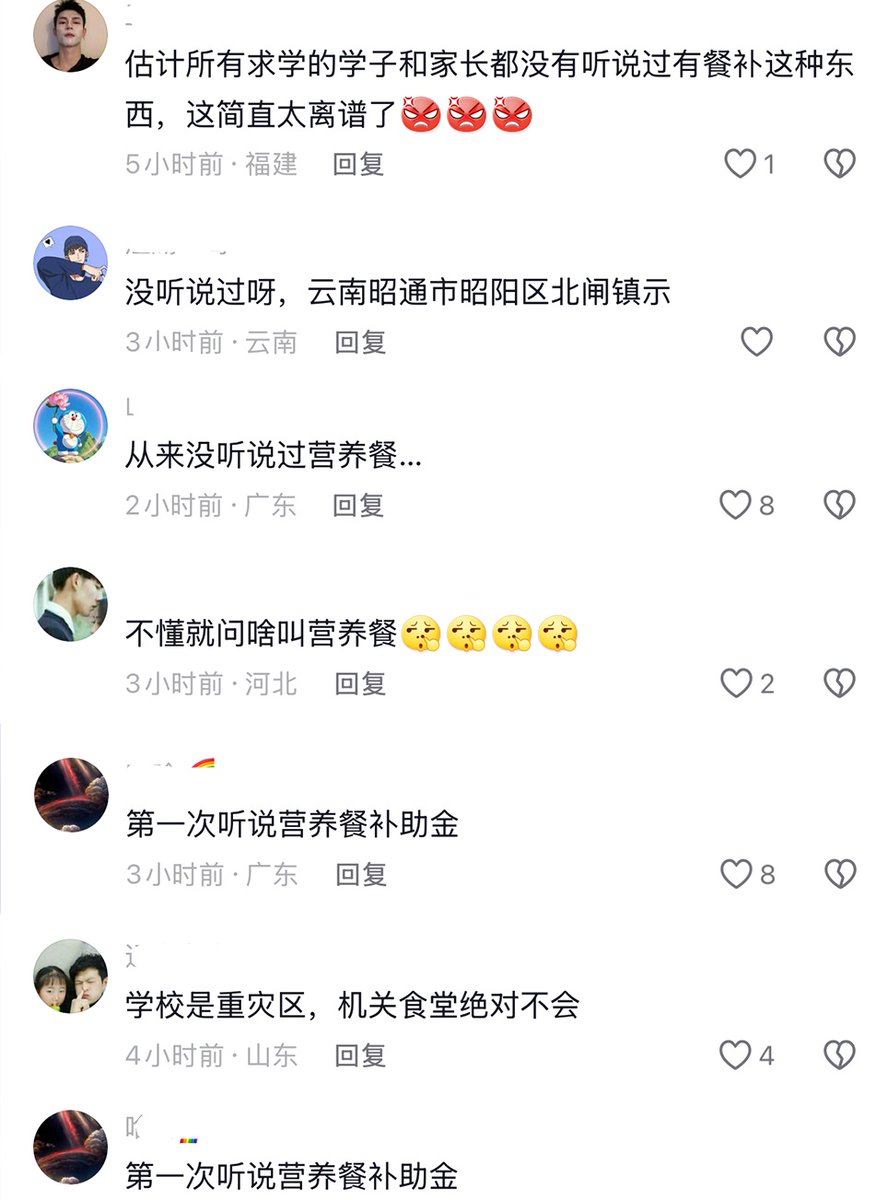 估计所有求学的学子和家长都没有听说过有餐补这种东
西，这简直太离谱了
5小时前·福建 回复 1
没听说过呀，云南昭通市昭阳区北闸镇示
3小时前·云南 回复
从来没听说过营养餐...
2小时前·广东 回复 8
不懂就问啥叫营养餐
3小时前·河北 回复 2
第一次听说营养餐补助金
3小时前·广东 回复 8
学校是重灾区，机关食堂绝对不会
4小时前·山东 回复 4
第一次听说营养餐补助金